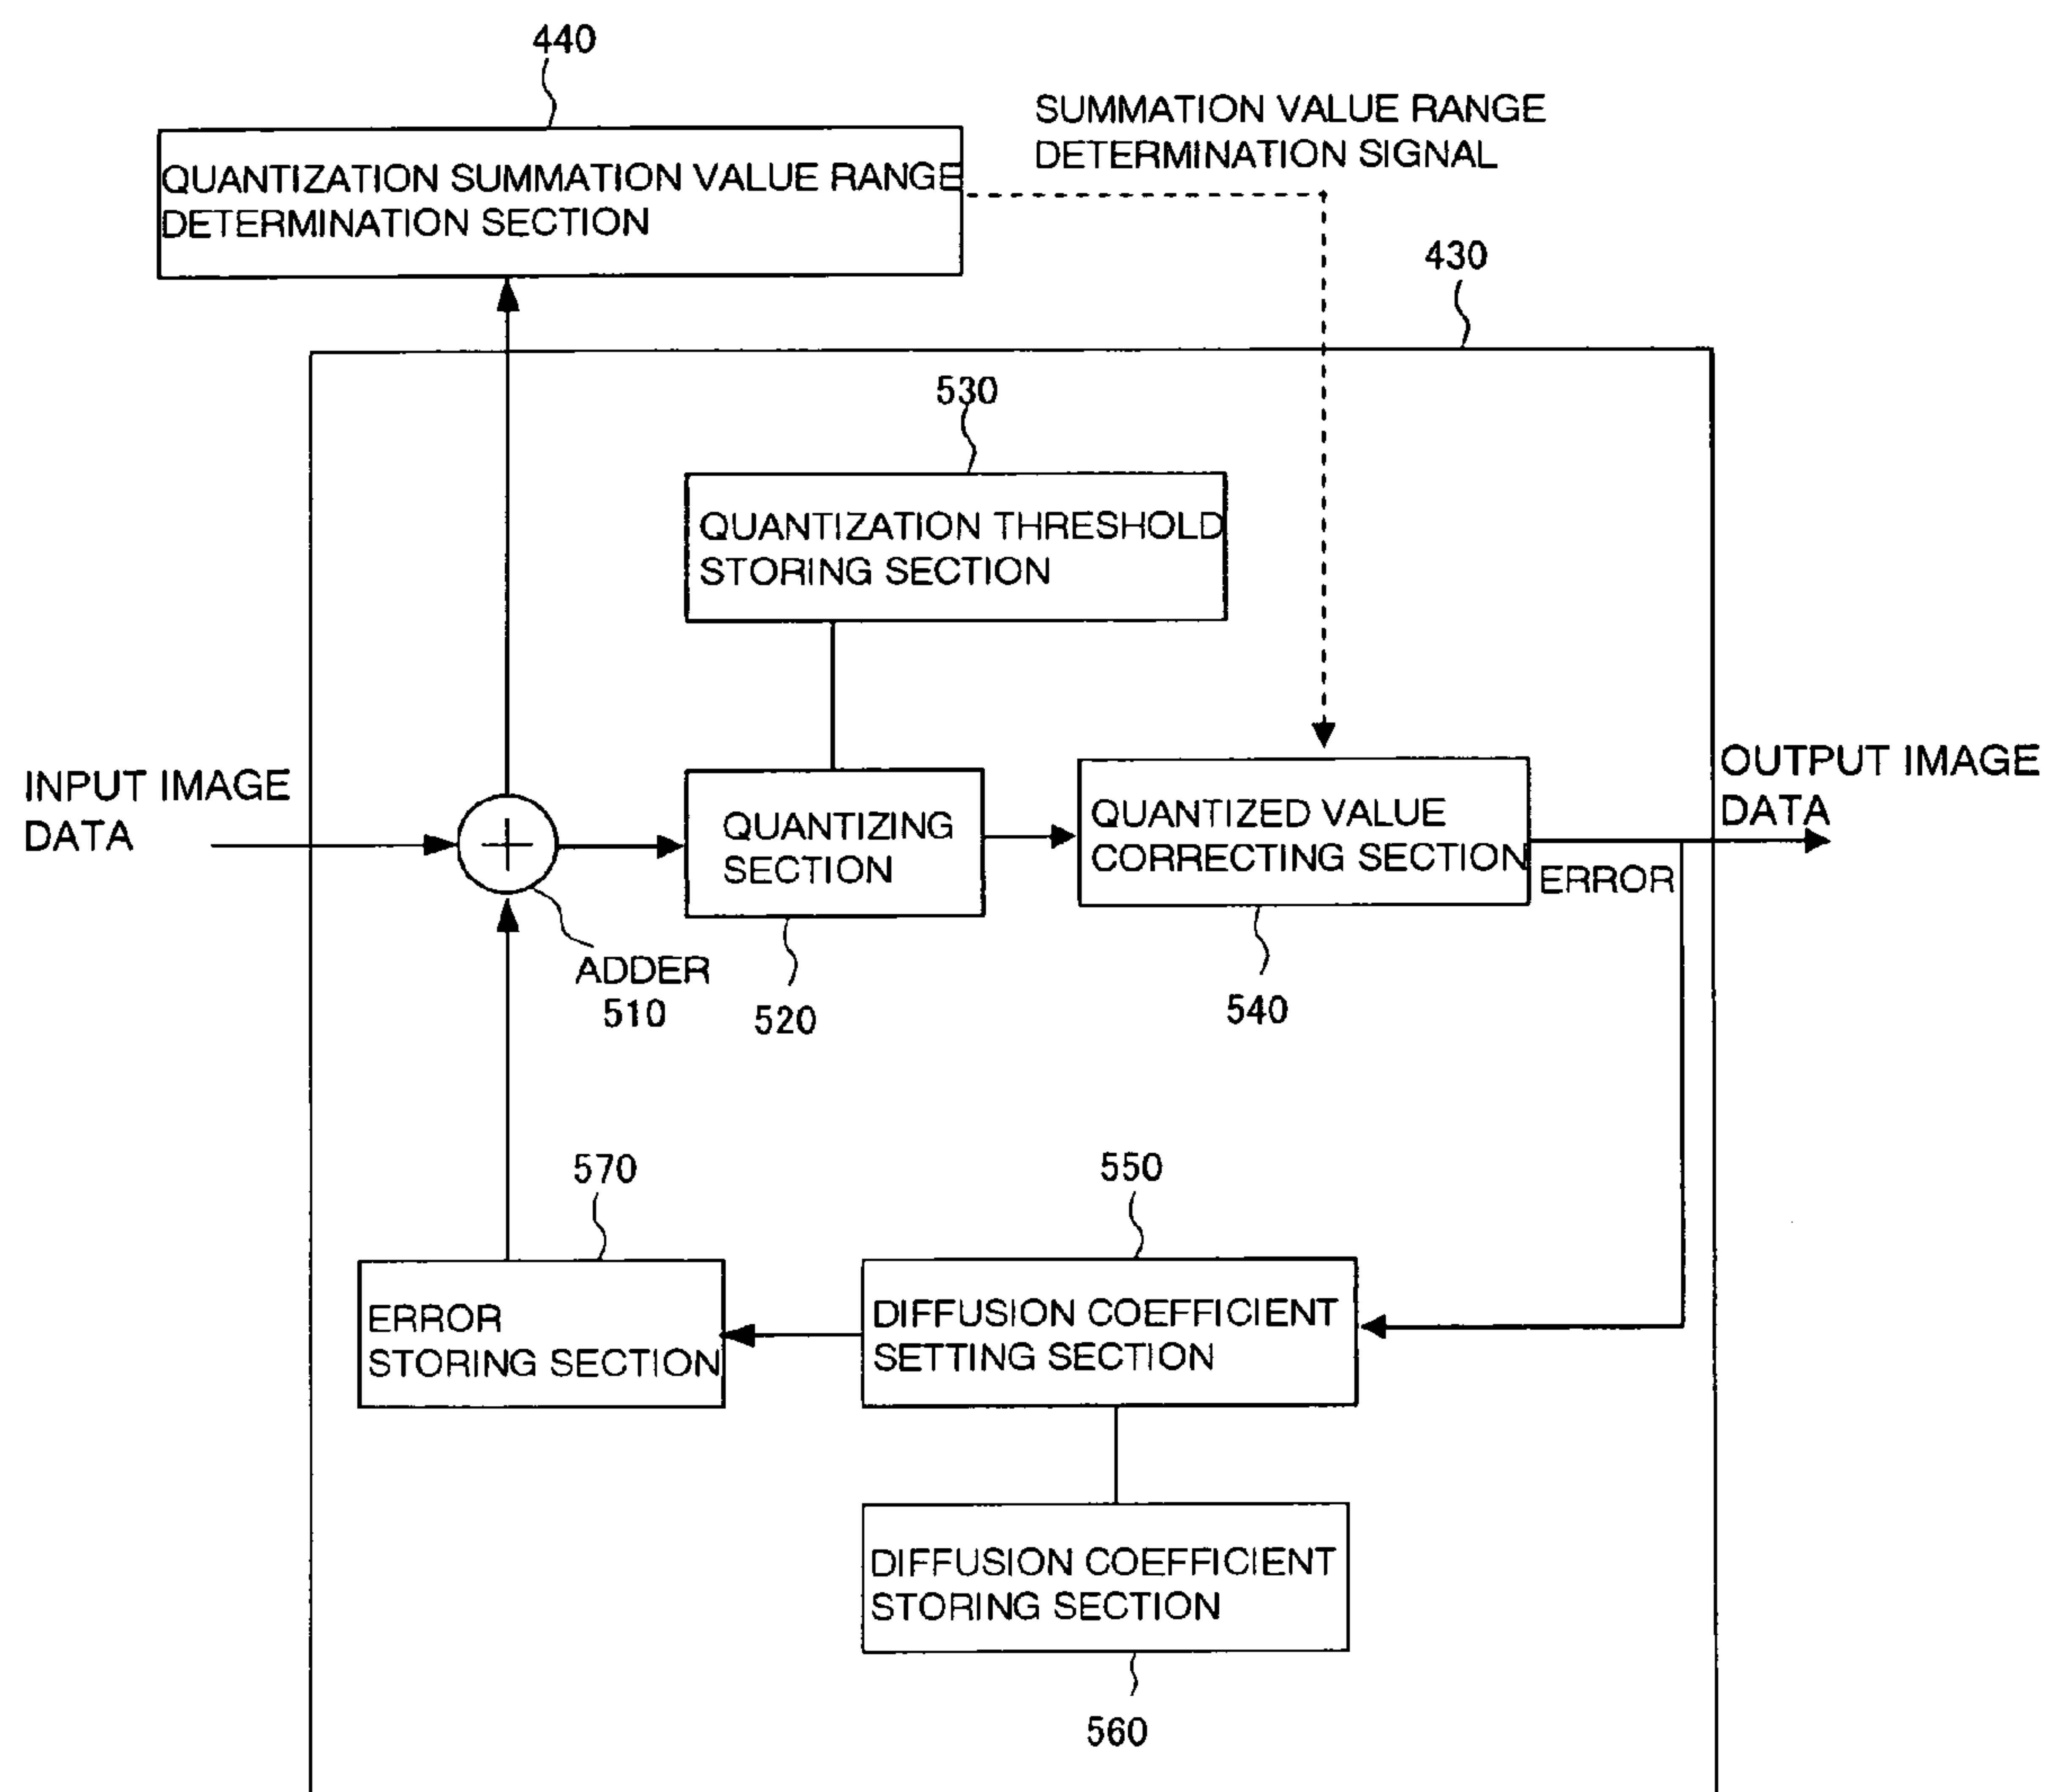 440
SUMMATION VALUE RANGE
DETERMINATION SIGNAL
QUANTIZATION SUMMATION VALUE RANGE
DETERMINATION SECTION
430
530
QUANTIZATION THRESHOLD
STORING SECTION
INPUT IMAGE
DATA
OUTPUT IMAGE
DATA
QUANTIZING
SECTION
QUANTIZED VALUE
CORRECTING SECTION
ERROR
ADDER
510
520
540
570
550
ERROR
STORING SECTION
DIFFUSION COEFFICIENT
SETTING SECTION
DIFFUSION COEFFICIENT
STORING SECTION
560